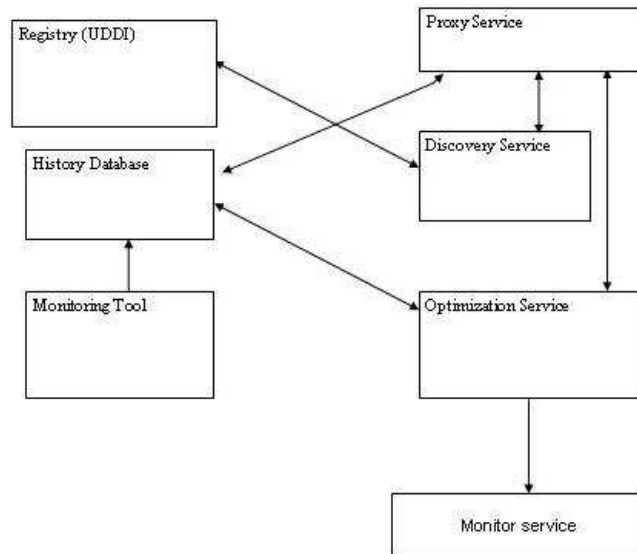 Proxy Service
Registry (UDDI)
Discovery Service
History Database
Monitoring Tool
Optimization Service
Monitor service